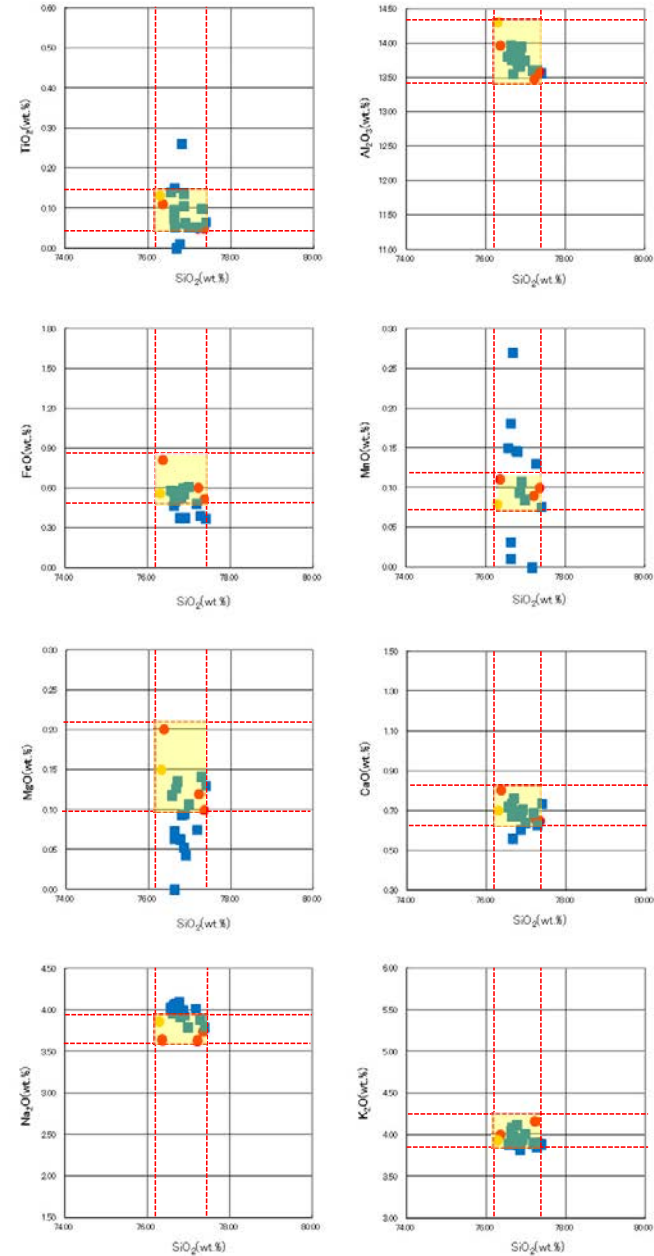 0.60
0.50
0.40
0.30
0.20
0.10
0.00
TiO₂(wt.%)
74.00 76.00 78.00 80.00
SiO₂(wt.%)
14.50
14.00
13.50
13.00
12.50
12.00
11.50
11.00
Al₂O₃(wt.%)
74.00 76.00 78.00 80.00
SiO₂(wt.%)
1.80
1.50
1.20
0.90
0.60
0.30
0.00
FeO(wt.%)
74.00 76.00 78.00 80.00
SiO₂(wt.%)
0.30
0.25
0.20
0.15
0.10
0.05
0.00
MnO(wt.%)
74.00 76.00 78.00 80.00
SiO₂(wt.%)
0.30
0.25
0.20
0.15
0.10
0.05
0.00
MgO(wt.%)
74.00 76.00 78.00 80.00
SiO₂(wt.%)
1.50
1.30
1.10
0.90
0.70
0.50
0.30
CaO(wt.%)
74.00 76.00 78.00 80.00
SiO₂(wt.%)
4.50
4.00
3.50
3.00
2.50
2.00
1.50
Na₂O(wt.%)
74.00 76.00 78.00 80.00
SiO₂(wt.%)
6.00
5.50
5.00
4.50
4.00
3.50
3.00
K₂O(wt.%)
74.00 76.00 78.00 80.00
SiO₂(wt.%)